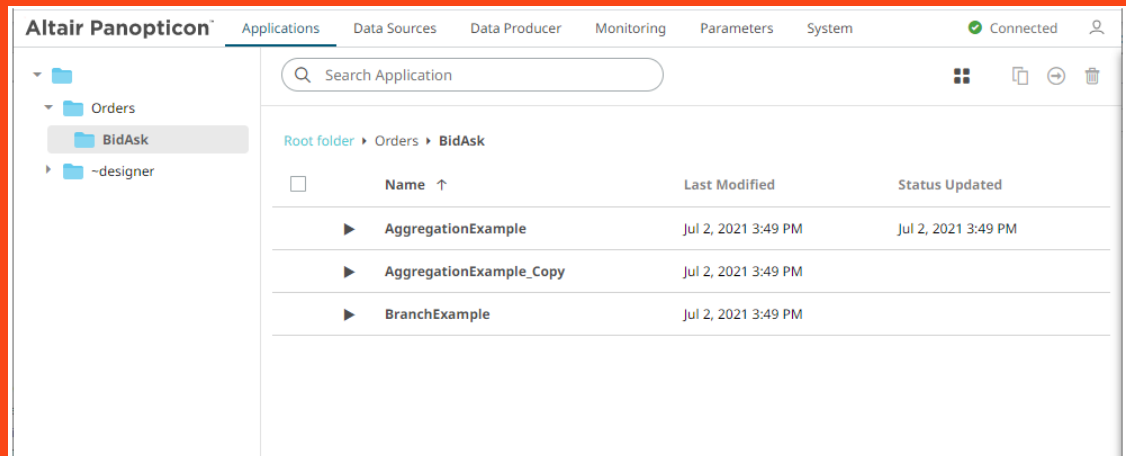 Altair Panopticon™ Applications Data Sources Data Producer Monitoring Parameters System Connected
Search Application
Orders
BidAsk
~designer
Root folder Orders BidAsk
Name ↑ Last Modified Status Updated
AggregationExample Jul 2, 2021 3:49 PM Jul 2, 2021 3:49 PM
AggregationExample_Copy Jul 2, 2021 3:49 PM
BranchExample Jul 2, 2021 3:49 PM